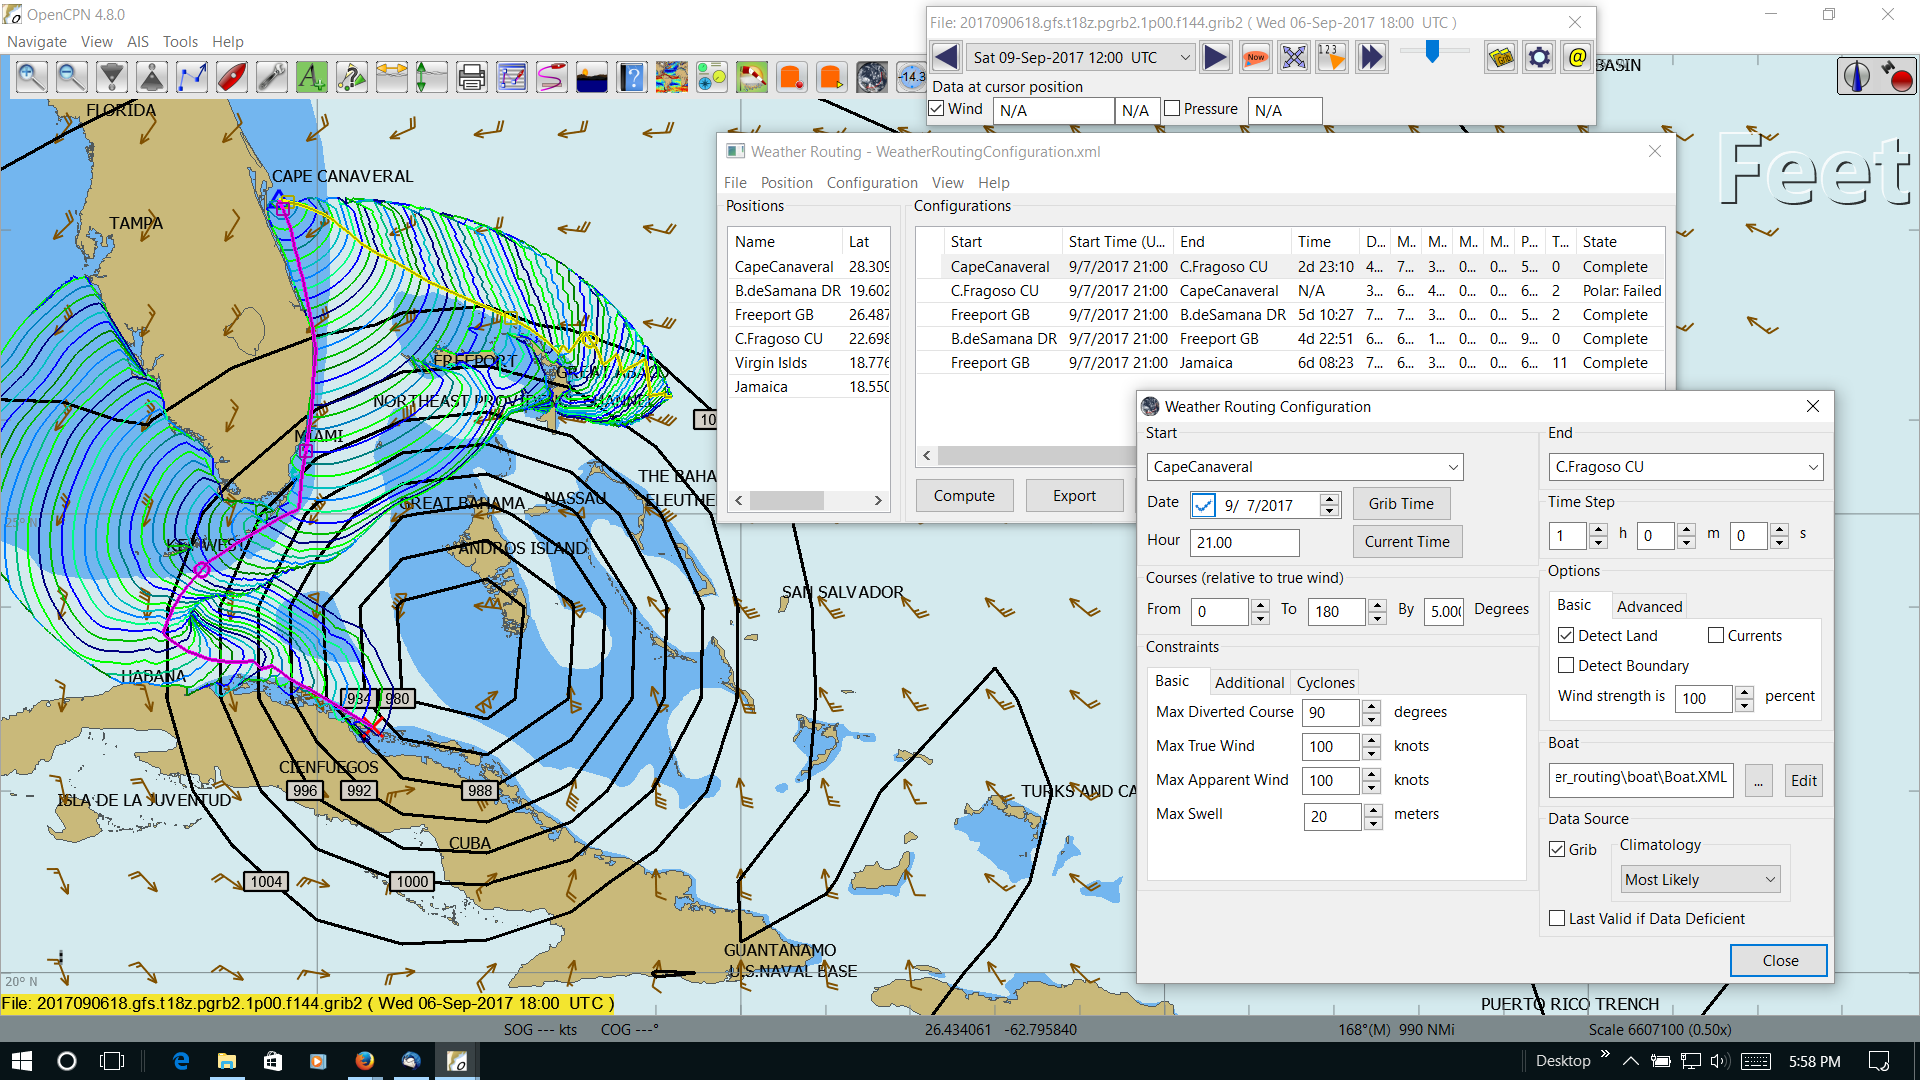 OpenCPN 4.8.0
Navigate View AIS Tools Help
File: 2017090618.gfs.t18z.pgrb2.1p00.f144.grib2 ( Wed 06-Sep-2017 18:00 UTC )
Sat 09-Sep-2017 12:00 UTC
Now
1 2 3
@
-14.3
Data at cursor position
Wind N/A N/A Pressure N/A
BASIN
Feet
FLORIDA
CAPE CANAVERAL
TAMPA
FREEPORT
GREAT ABACO
NORTHEAST PROVIDENCE CHANNEL
MIAMI
THE BAHA
GREAT BAHAMA
NASSAU
ELEUTHE
25° N
KEY WEST
ANDROS ISLAND
SAN SALVADOR
HABANA
984
980
CIENFUEGOS
996
992
988
ISLA DE LA JUVENTUD
TURKS AND CA
CUBA
1004
1000
GUANTANAMO
U.S.NAVAL BASE
20° N
PUERTO RICO TRENCH
10
Weather Routing - WeatherRoutingConfiguration.xml
File Position Configuration View Help
Positions
Name Lat
CapeCanaveral 28.309
B.deSamana DR 19.602
Freeport GB 26.487
C.Fragoso CU 22.698
Virgin Islds 18.776
Jamaica 18.550
Configurations
Start Start Time (U... End Time D... M.. M.. M.. M.. P... T... State
CapeCanaveral 9/7/2017 21:00 C.Fragoso CU 2d 23:10 4... 7... 3... 0... 0... 5... 0 Complete
C.Fragoso CU 9/7/2017 21:00 CapeCanaveral N/A 3... 6... 4... 0... 0... 6... 2 Polar: Failed
Freeport GB 9/7/2017 21:00 B.deSamana DR 5d 10:27 7... 7... 3... 0... 0... 5... 2 Complete
B.deSamana DR 9/7/2017 21:00 Freeport GB 4d 22:51 6... 6... 1... 0... 0... 9... 0 Complete
Freeport GB 9/7/2017 21:00 Jamaica 6d 08:23 7... 6... 3... 0... 0... 6... 11 Complete
Compute Export
Weather Routing Configuration
Start
CapeCanaveral
Date 9/ 7/2017 Grib Time
Hour 21.00 Current Time
Courses (relative to true wind)
From 0 To 180 By 5.000 Degrees
Constraints
Basic Additional Cyclones
Max Diverted Course 90 degrees
Max True Wind 100 knots
Max Apparent Wind 100 knots
Max Swell 20 meters
End
C.Fragoso CU
Time Step
1 h 0 m 0 s
Options
Basic Advanced
Detect Land Currents
Detect Boundary
Wind strength is 100 percent
Boat
er_routing\boat\Boat.XML ... Edit
Data Source
Grib Climatology
Most Likely
Last Valid if Data Deficient
Close
File: 2017090618.gfs.t18z.pgrb2.1p00.f144.grib2 ( Wed 06-Sep-2017 18:00 UTC )
SOG --- kts COG ---° 26.434061 -62.795840 168°(M) 990 NMi Scale 6607100 (0.50x)
Desktop 5:58 PM